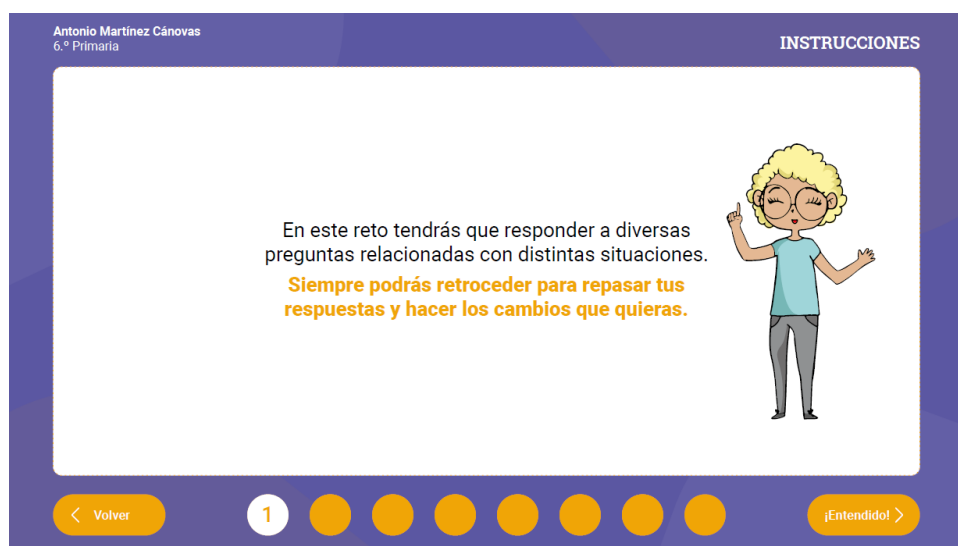 Antonio Martínez Cánovas
6.º Primaria
INSTRUCCIONES
En este reto tendrás que responder a diversas
preguntas relacionadas con distintas situaciones.
Siempre podrás retroceder para repasar tus
respuestas y hacer los cambios que quieras.
Volver
1
¡Entendido!